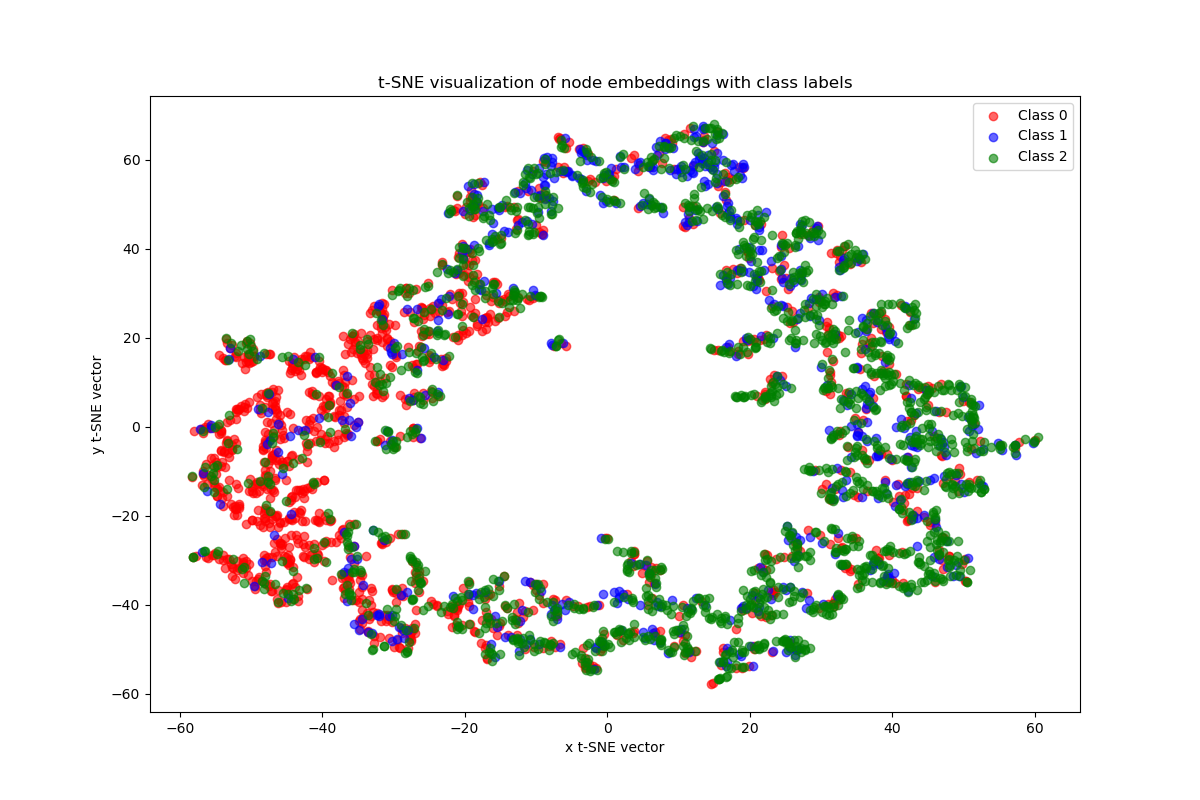 t-SNE visualization of node embeddings with class labels
Class 0
Class 1
Class 2
60
40
20
0
−20
−40
−60
y t-SNE vector
−60 −40 −20 0 20 40 60
x t-SNE vector